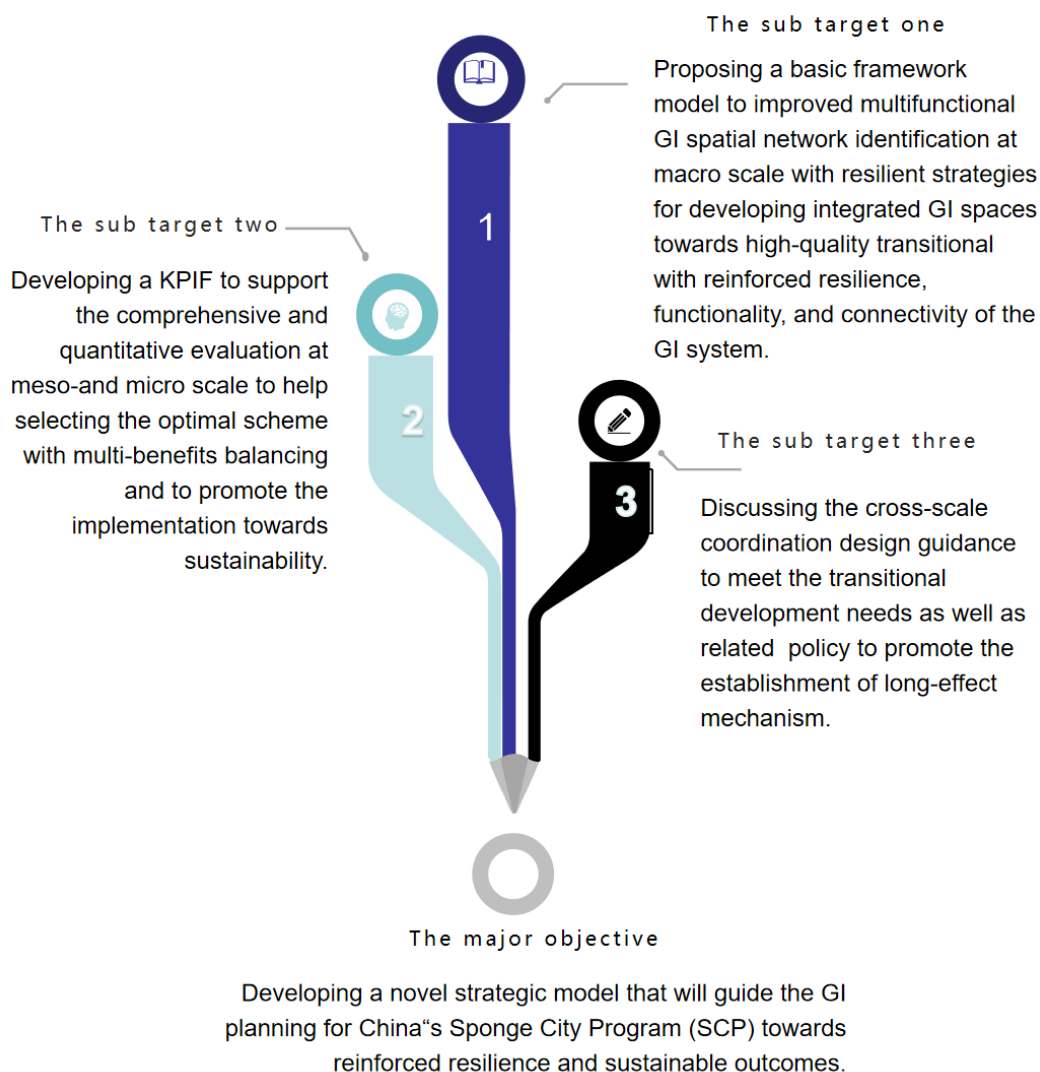 The sub target one
Proposing a basic framework
model to improved multifunctional
GI spatial network identification at
macro scale with resilient strategies
for developing integrated GI spaces
towards high-quality transitional
with reinforced resilience,
functionality, and connectivity of the
GI system.
1
The sub target two
Developing a KPIF to support
the comprehensive and
quantitative evaluation at
meso-and micro scale to help
selecting the optimal scheme
with multi-benefits balancing
and to promote the
implementation towards
sustainability.
2
The sub target three
3
Discussing the cross-scale
coordination design guidance
to meet the transitional
development needs as well as
related  policy to promote the
establishment of long-effect
mechanism.
The major objective
Developing a novel strategic model that will guide the GI
planning for China“s Sponge City Program (SCP) towards
reinforced resilience and sustainable outcomes.